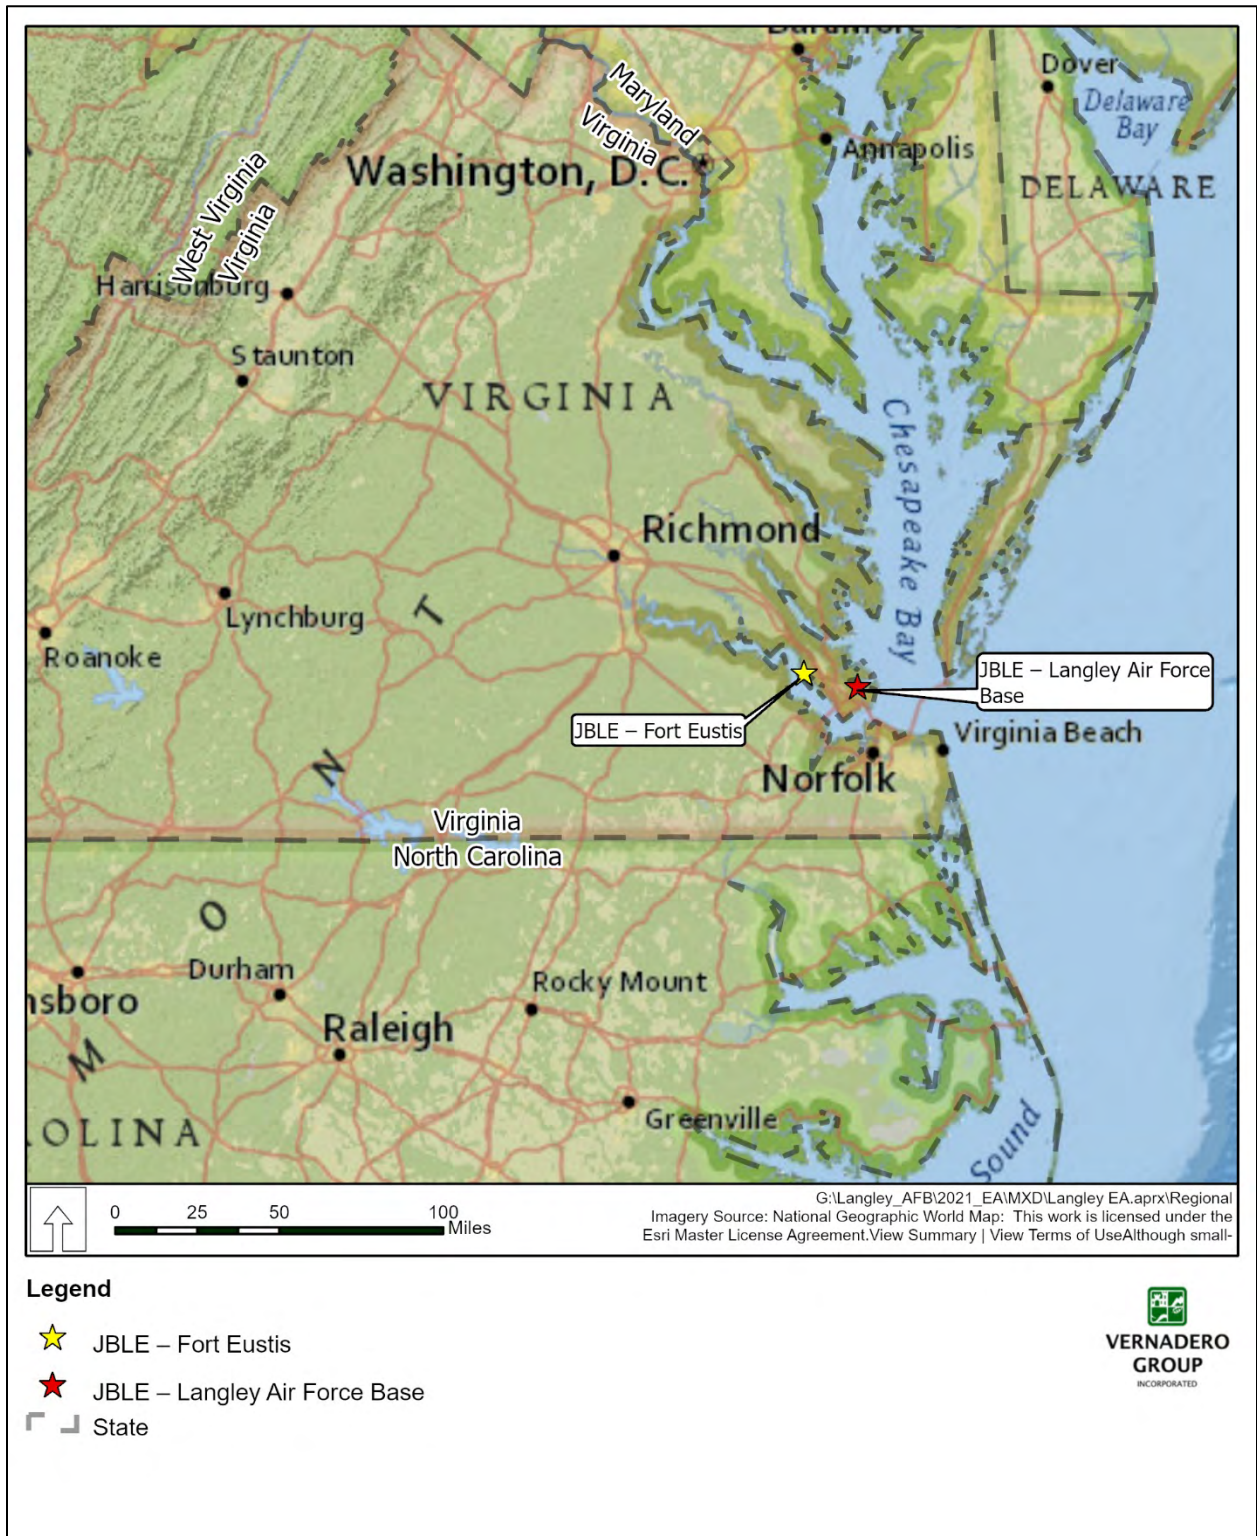 Dover
Delaware
Bay
Maryland
Virginia
Annapolis
Washington, D.C.
DELAWARE
West Virginia
Virginia
Harrisonburg
Staunton
VIRGINIA
Chesapeake Bay
Richmond
Lynchburg
T
Roanoke
JBLE – Langley Air Force
Base
JBLE – Fort Eustis
Virginia Beach
N
Norfolk
Virginia
North Carolina
O
Durham
Rocky Mount
nsboro
Raleigh
M
Greenville
OLINA
Sound
0 25 50 100
Miles
G:\Langley_AFB\2021_EA\MXD\Langley EA.aprx\Regional
Imagery Source: National Geographic World Map: This work is licensed under the
Esri Master License Agreement.View Summary | View Terms of UseAlthough small-
Legend
JBLE – Fort Eustis
JBLE – Langley Air Force Base
State
VERNADERO
GROUP
INCORPORATED